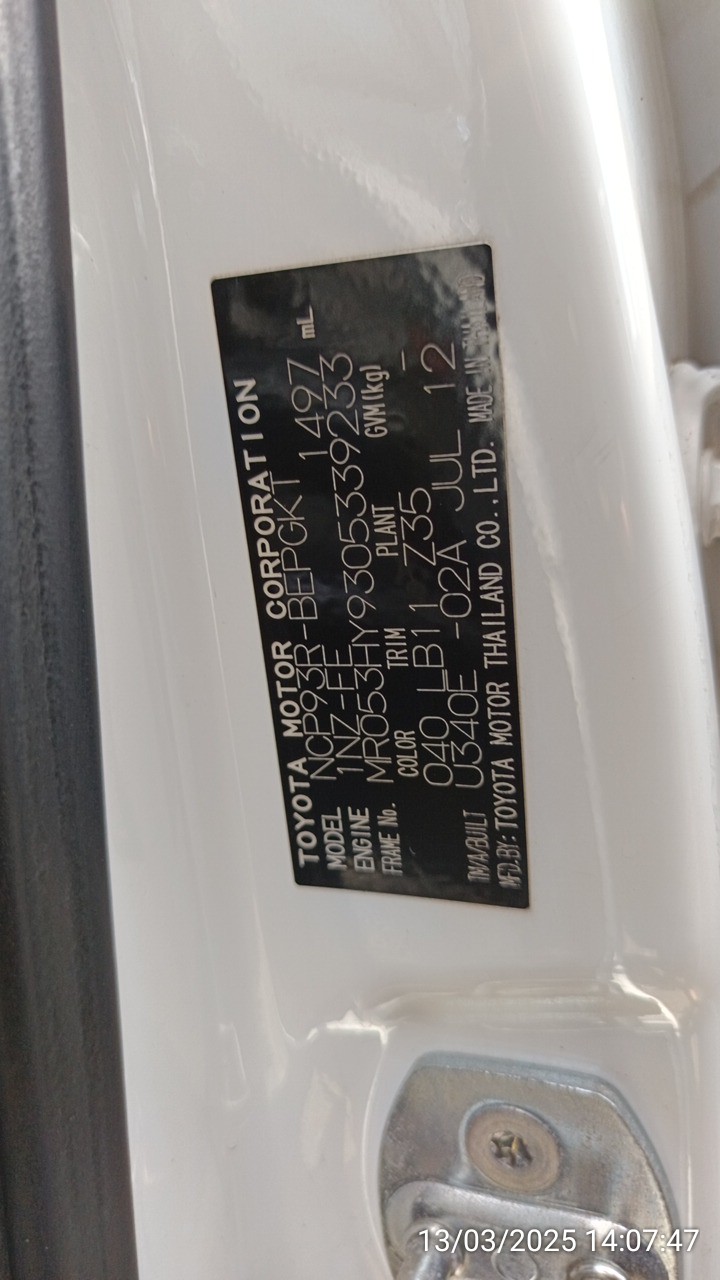 TOYOTA MOTOR CORPORATION
MODEL NCP93R-BEPGKT 1497 mL
ENGINE 1NZ-FE
FRAME No. MR053HY9305339233
COLOR TRIM PLANT GVM(kg)
040 LB11 Z35 -
TM/A/BUILT U340E -02A JUL 12
MFD.BY: TOYOTA MOTOR THAILAND CO.,LTD. MADE IN THAILAND
13/03/2025 14:07:47